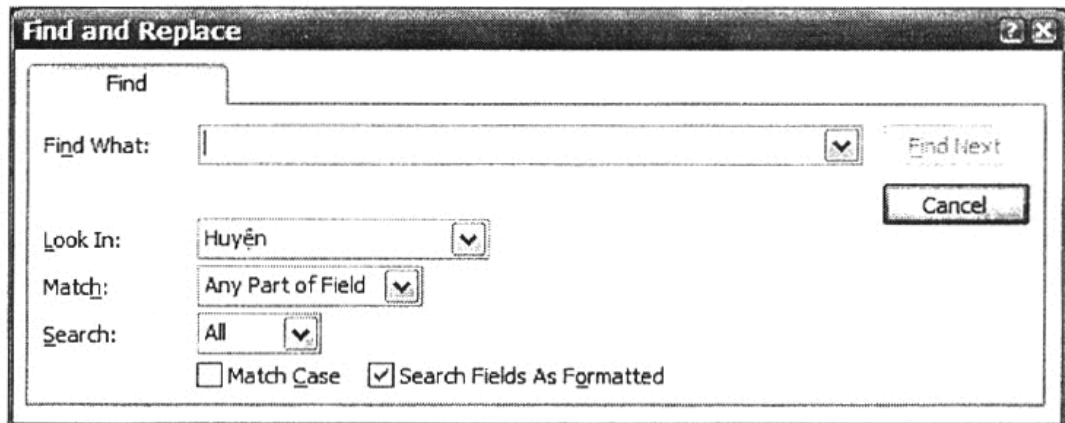 Find and Replace
Find
Find What:
Find Next
Cancel
Look In: Huyện
Match: Any Part of Field
Search: All
Match Case Search Fields As Formatted